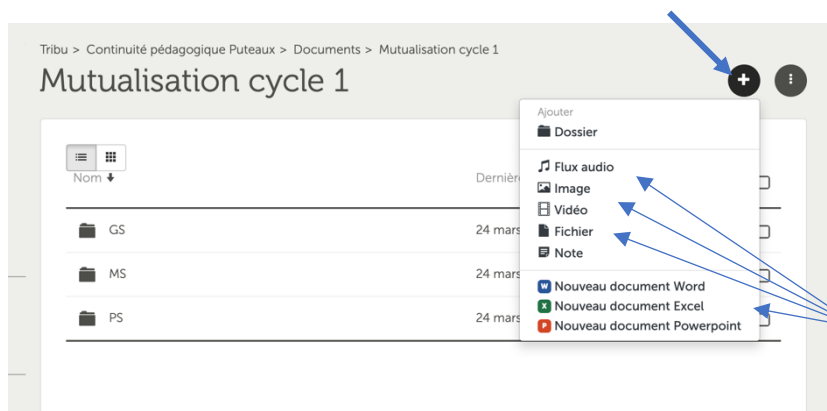 Tribu > Continuité pédagogique Puteaux > Documents > Mutualisation cycle 1
Mutualisation cycle 1
Ajouter
Dossier
Flux audio
Image
Vidéo
Fichier
Note
Nouveau document Word
Nouveau document Excel
Nouveau document Powerpoint
Nom Dernièr
GS 24 mars
MS 24 mars
PS 24 mars